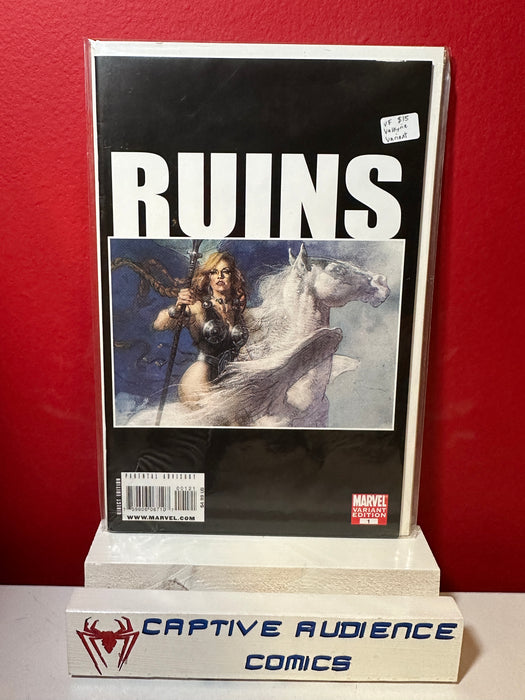 VF $15
Valkyrie
Variant
RUINS
PARENTAL ADVISORY
DIRECT EDITION
00121
$4.99 US
WWW.MARVEL.COM
MARVEL
VARIANT
EDITION
1
CAPTIVE AUDIENCE
COMICS